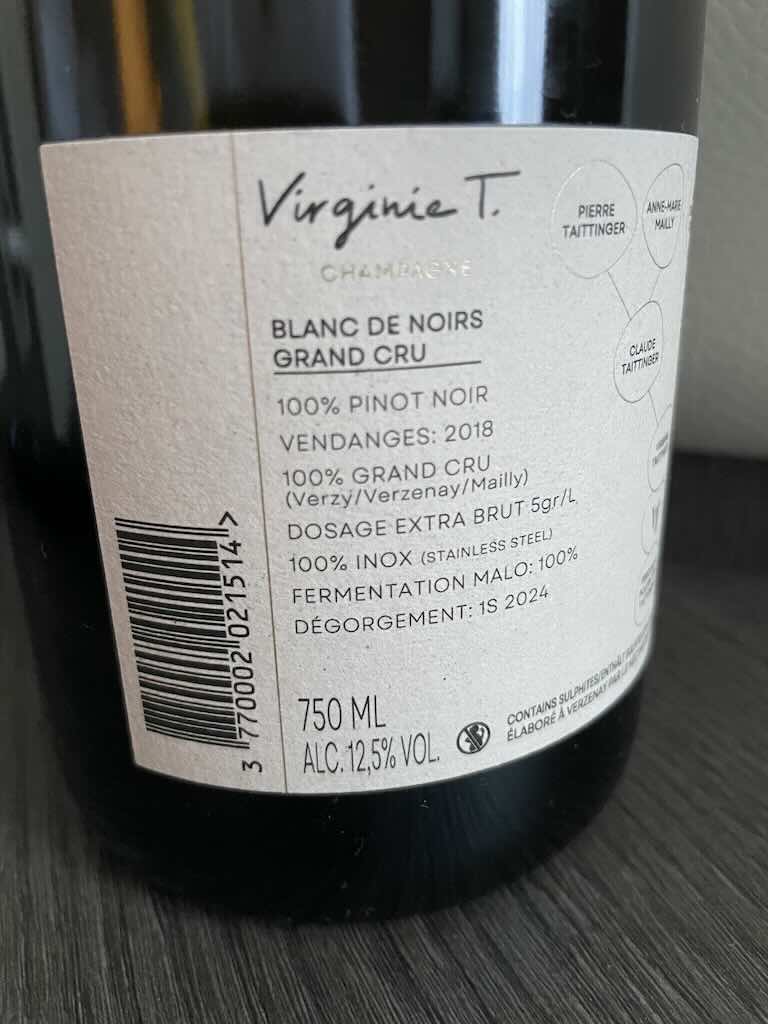 Virginie T.
CHAMPAGNE
BLANC DE NOIRS
GRAND CRU
100% PINOT NOIR
VENDANGES: 2018
100% GRAND CRU
(Verzy/Verzenay/Mailly)
DOSAGE EXTRA BRUT 5gr/L
100% INOX (STAINLESS STEEL)
FERMENTATION MALO: 100%
DÉGORGEMENT: 1S 2024
750 ML
ALC. 12,5% VOL.
CONTAINS SULPHITES/ENTHÄLT
ÉLABORÉ À VERZENAY PAR
3 770002 021514 >
PIERRE
TAITTINGER
ANNE-MARIE
MAILLY
CLAUDE
TAITTINGER